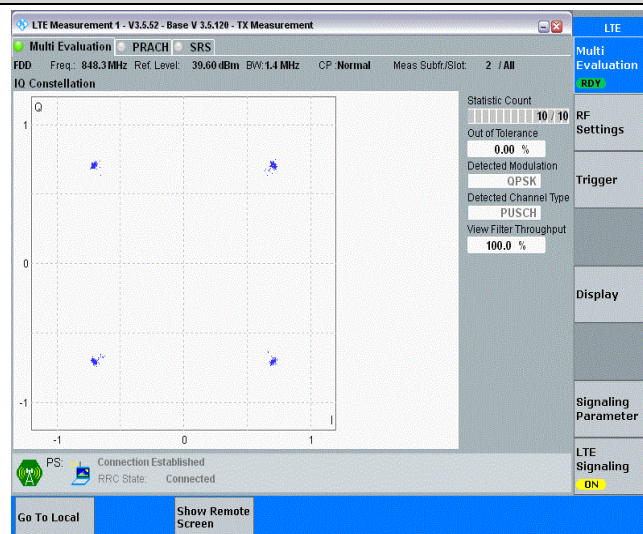 LTE Measurement 1 - V3.5.52 - Base V 3.5.120 - TX Measurement
LTE
Multi Evaluation PRACH SRS
Multi
Evaluation
RDY
FDD Freq.: 848.3 MHz Ref. Level: 39.60 dBm BW: 1.4 MHz CP : Normal Meas Subfr./Slot: 2 / All
IQ Constellation
Q
1
0
-1
-1 0 1
I
Statistic Count
10 / 10
Out of Tolerance
0.00 %
Detected Modulation
QPSK
Detected Channel Type
PUSCH
View Filter Throughput
100.0 %
RF
Settings
Trigger
Display
Signaling
Parameter
LTE
Signaling
ON
PS: Connection Established
RRC State: Connected
Go To Local
Show Remote
Screen